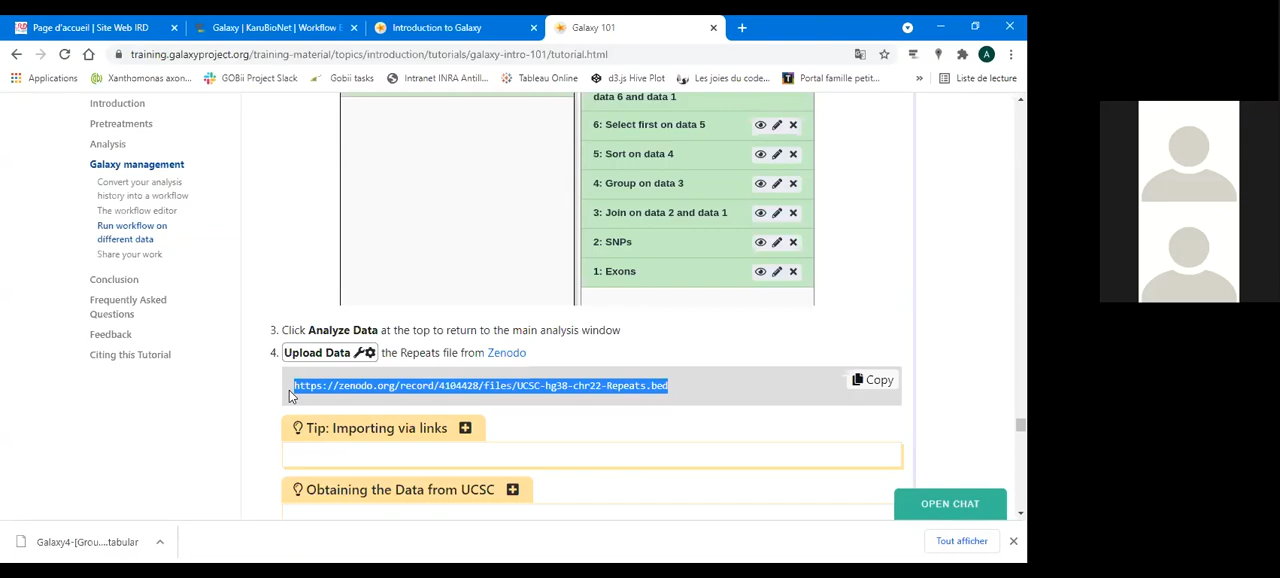 Page d'accueil | Site Web IRD
Galaxy | KaruBioNet | Workflow E
Introduction to Galaxy
Galaxy 101
training.galaxyproject.org/training-material/topics/introduction/tutorials/galaxy-intro-101/tutorial.html
A
Applications
Xanthomonas axon...
GOBii Project Slack
Gobii tasks
Intranet INRA Antill...
Tableau Online
d3.js Hive Plot
Les joies du code...
Portal famille petit...
»
Liste de lecture
Introduction
Pretreatments
Analysis
Galaxy management
Convert your analysis
history into a workflow
The workflow editor
Run workflow on
different data
Share your work
Conclusion
Frequently Asked
Questions
Feedback
Citing this Tutorial
data 6 and data 1
6: Select first on data 5
5: Sort on data 4
4: Group on data 3
3: Join on data 2 and data 1
2: SNPs
1: Exons
3. Click Analyze Data at the top to return to the main analysis window
4. Upload Data the Repeats file from Zenodo
https://zenodo.org/record/4104428/files/UCSC-hg38-chr22-Repeats.bed
Copy
Tip: Importing via links
Obtaining the Data from UCSC
OPEN CHAT
Galaxy4-[Grou....tabular
Tout afficher